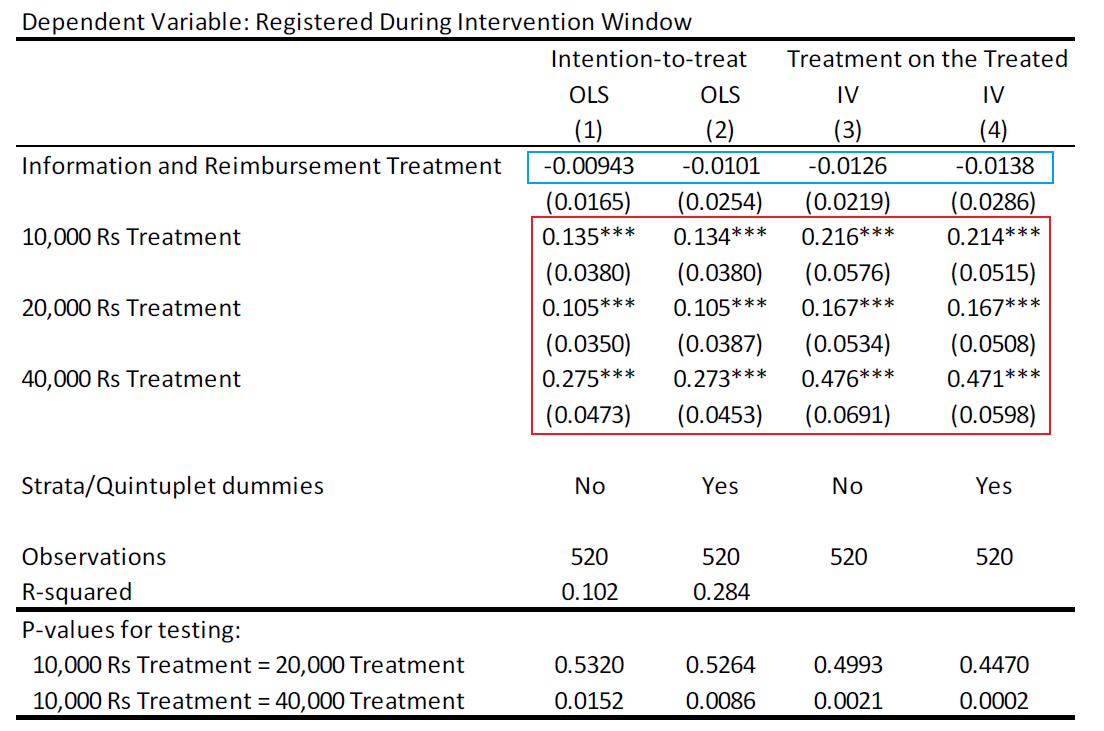 Dependent Variable: Registered During Intervention Window
Intention-to-treat Treatment on the Treated
OLS OLS IV IV
(1) (2) (3) (4)
Information and Reimbursement Treatment -0.00943 -0.0101 -0.0126 -0.0138
(0.0165) (0.0254) (0.0219) (0.0286)
10,000 Rs Treatment 0.135*** 0.134*** 0.216*** 0.214***
(0.0380) (0.0380) (0.0576) (0.0515)
20,000 Rs Treatment 0.105*** 0.105*** 0.167*** 0.167***
(0.0350) (0.0387) (0.0534) (0.0508)
40,000 Rs Treatment 0.275*** 0.273*** 0.476*** 0.471***
(0.0473) (0.0453) (0.0691) (0.0598)
Strata/Quintuplet dummies No Yes No Yes
Observations 520 520 520 520
R-squared 0.102 0.284
P-values for testing:
10,000 Rs Treatment = 20,000 Treatment 0.5320 0.5264 0.4993 0.4470
10,000 Rs Treatment = 40,000 Treatment 0.0152 0.0086 0.0021 0.0002